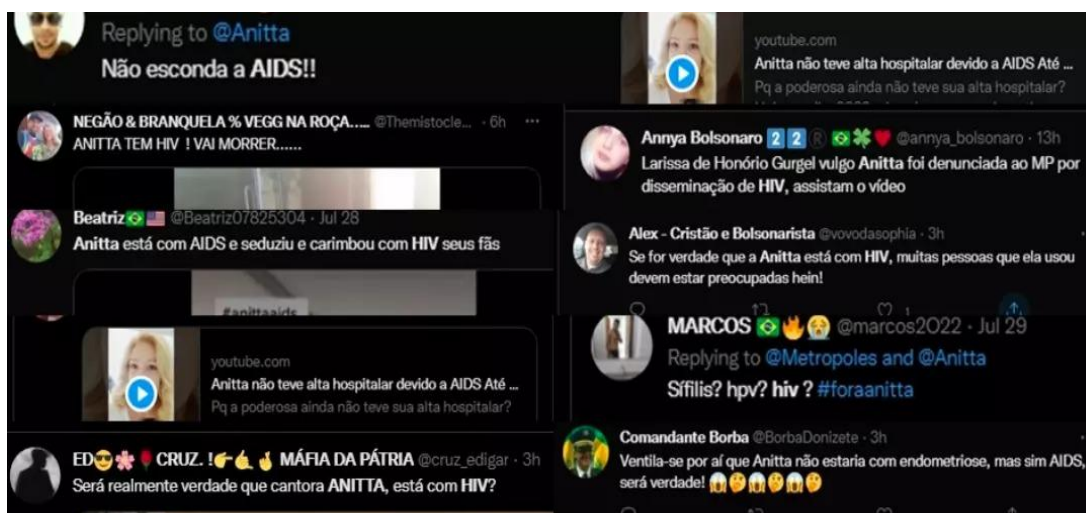 Replying to @Anitta
Não esconda a AIDS!!
NEGÃO & BRANQUELA % VEGG NA ROÇA..... @Themistocle... · 6h
ANITTA TEM HIV ! VAI MORRER......
Beatriz🇧🇷🇺🇸 @Beatriz07825304 · Jul 28
Anitta está com AIDS e seduziu e carimbou com HIV seus fãs
#anittaaids
youtube.com
Anitta não teve alta hospitalar devido a AIDS Até ...
Pq a poderosa ainda não teve sua alta hospitalar?
ED😎🌸🌹CRUZ. !👉👍🤞 MÁFIA DA PÁTRIA @cruz_edigar · 3h
Será realmente verdade que cantora ANITTA, está com HIV?
youtube.com
Anitta não teve alta hospitalar devido a AIDS Até ...
Pq a poderosa ainda não teve sua alta hospitalar?
Annya Bolsonaro 2️⃣2️⃣®🇧🇷🍀♥️ @annya_bolsonaro · 13h
Larissa de Honório Gurgel vulgo Anitta foi denunciada ao MP por
disseminação de HIV, assistam o vídeo
Alex - Cristão e Bolsonarista @vovodasophia · 3h
Se for verdade que a Anitta está com HIV, muitas pessoas que ela usou
devem estar preocupadas hein!
1
MARCOS 🇧🇷🔥😭 @marcos2O22 · Jul 29
Replying to @Metropoles and @Anitta
Sífilis? hpv? hiv ? #foraanitta
Comandante Borba @BorbaDonizete · 3h
Ventila-se por aí que Anitta não estaria com endometriose, mas sim AIDS,
será verdade! 😱🤔😱🤔😱🤔